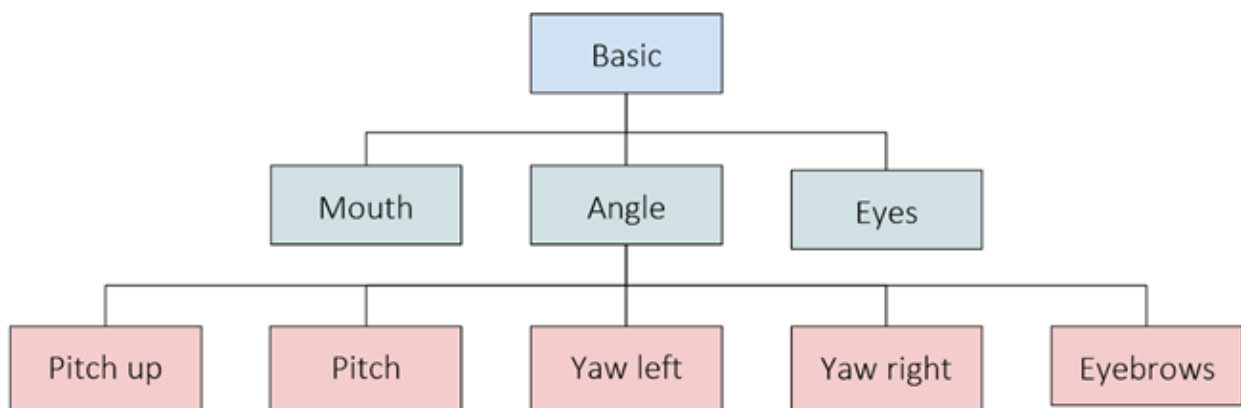 Basic
Mouth
Angle
Eyes
Pitch up
Pitch
Yaw left
Yaw right
Eyebrows